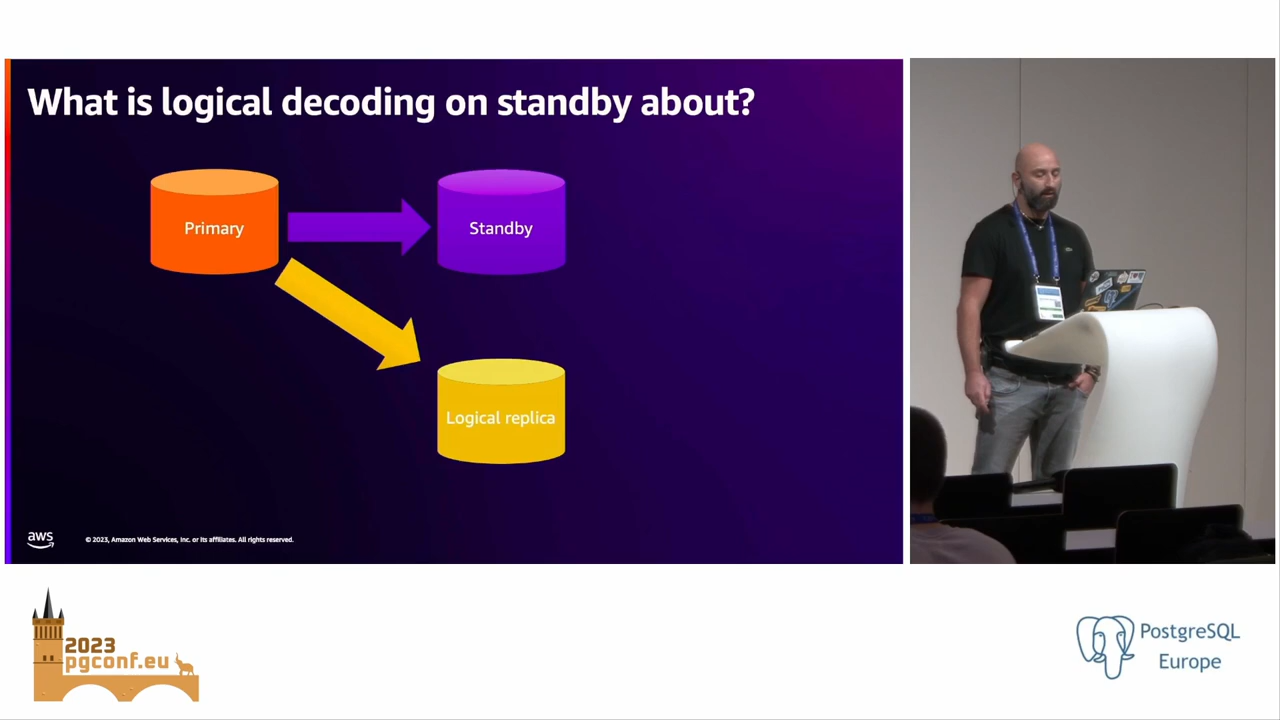 What is logical decoding on standby about?
Primary
Standby
Logical replica
aws
© 2023, Amazon Web Services, Inc. or its affiliates. All rights reserved.
2023
pgconf.eu
PostgreSQL
Europe